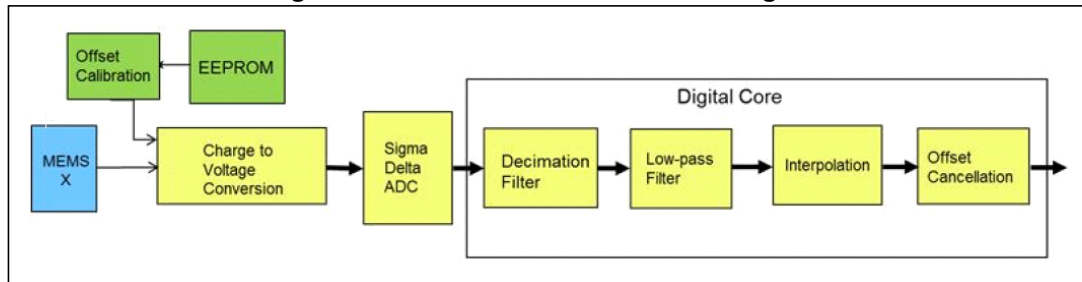 Offset
Calibration
EEPROM
Digital Core
MEMS
X
Charge to
Voltage
Conversion
Sigma
Delta
ADC
Decimation
Filter
Low-pass
Filter
Interpolation
Offset
Cancellation